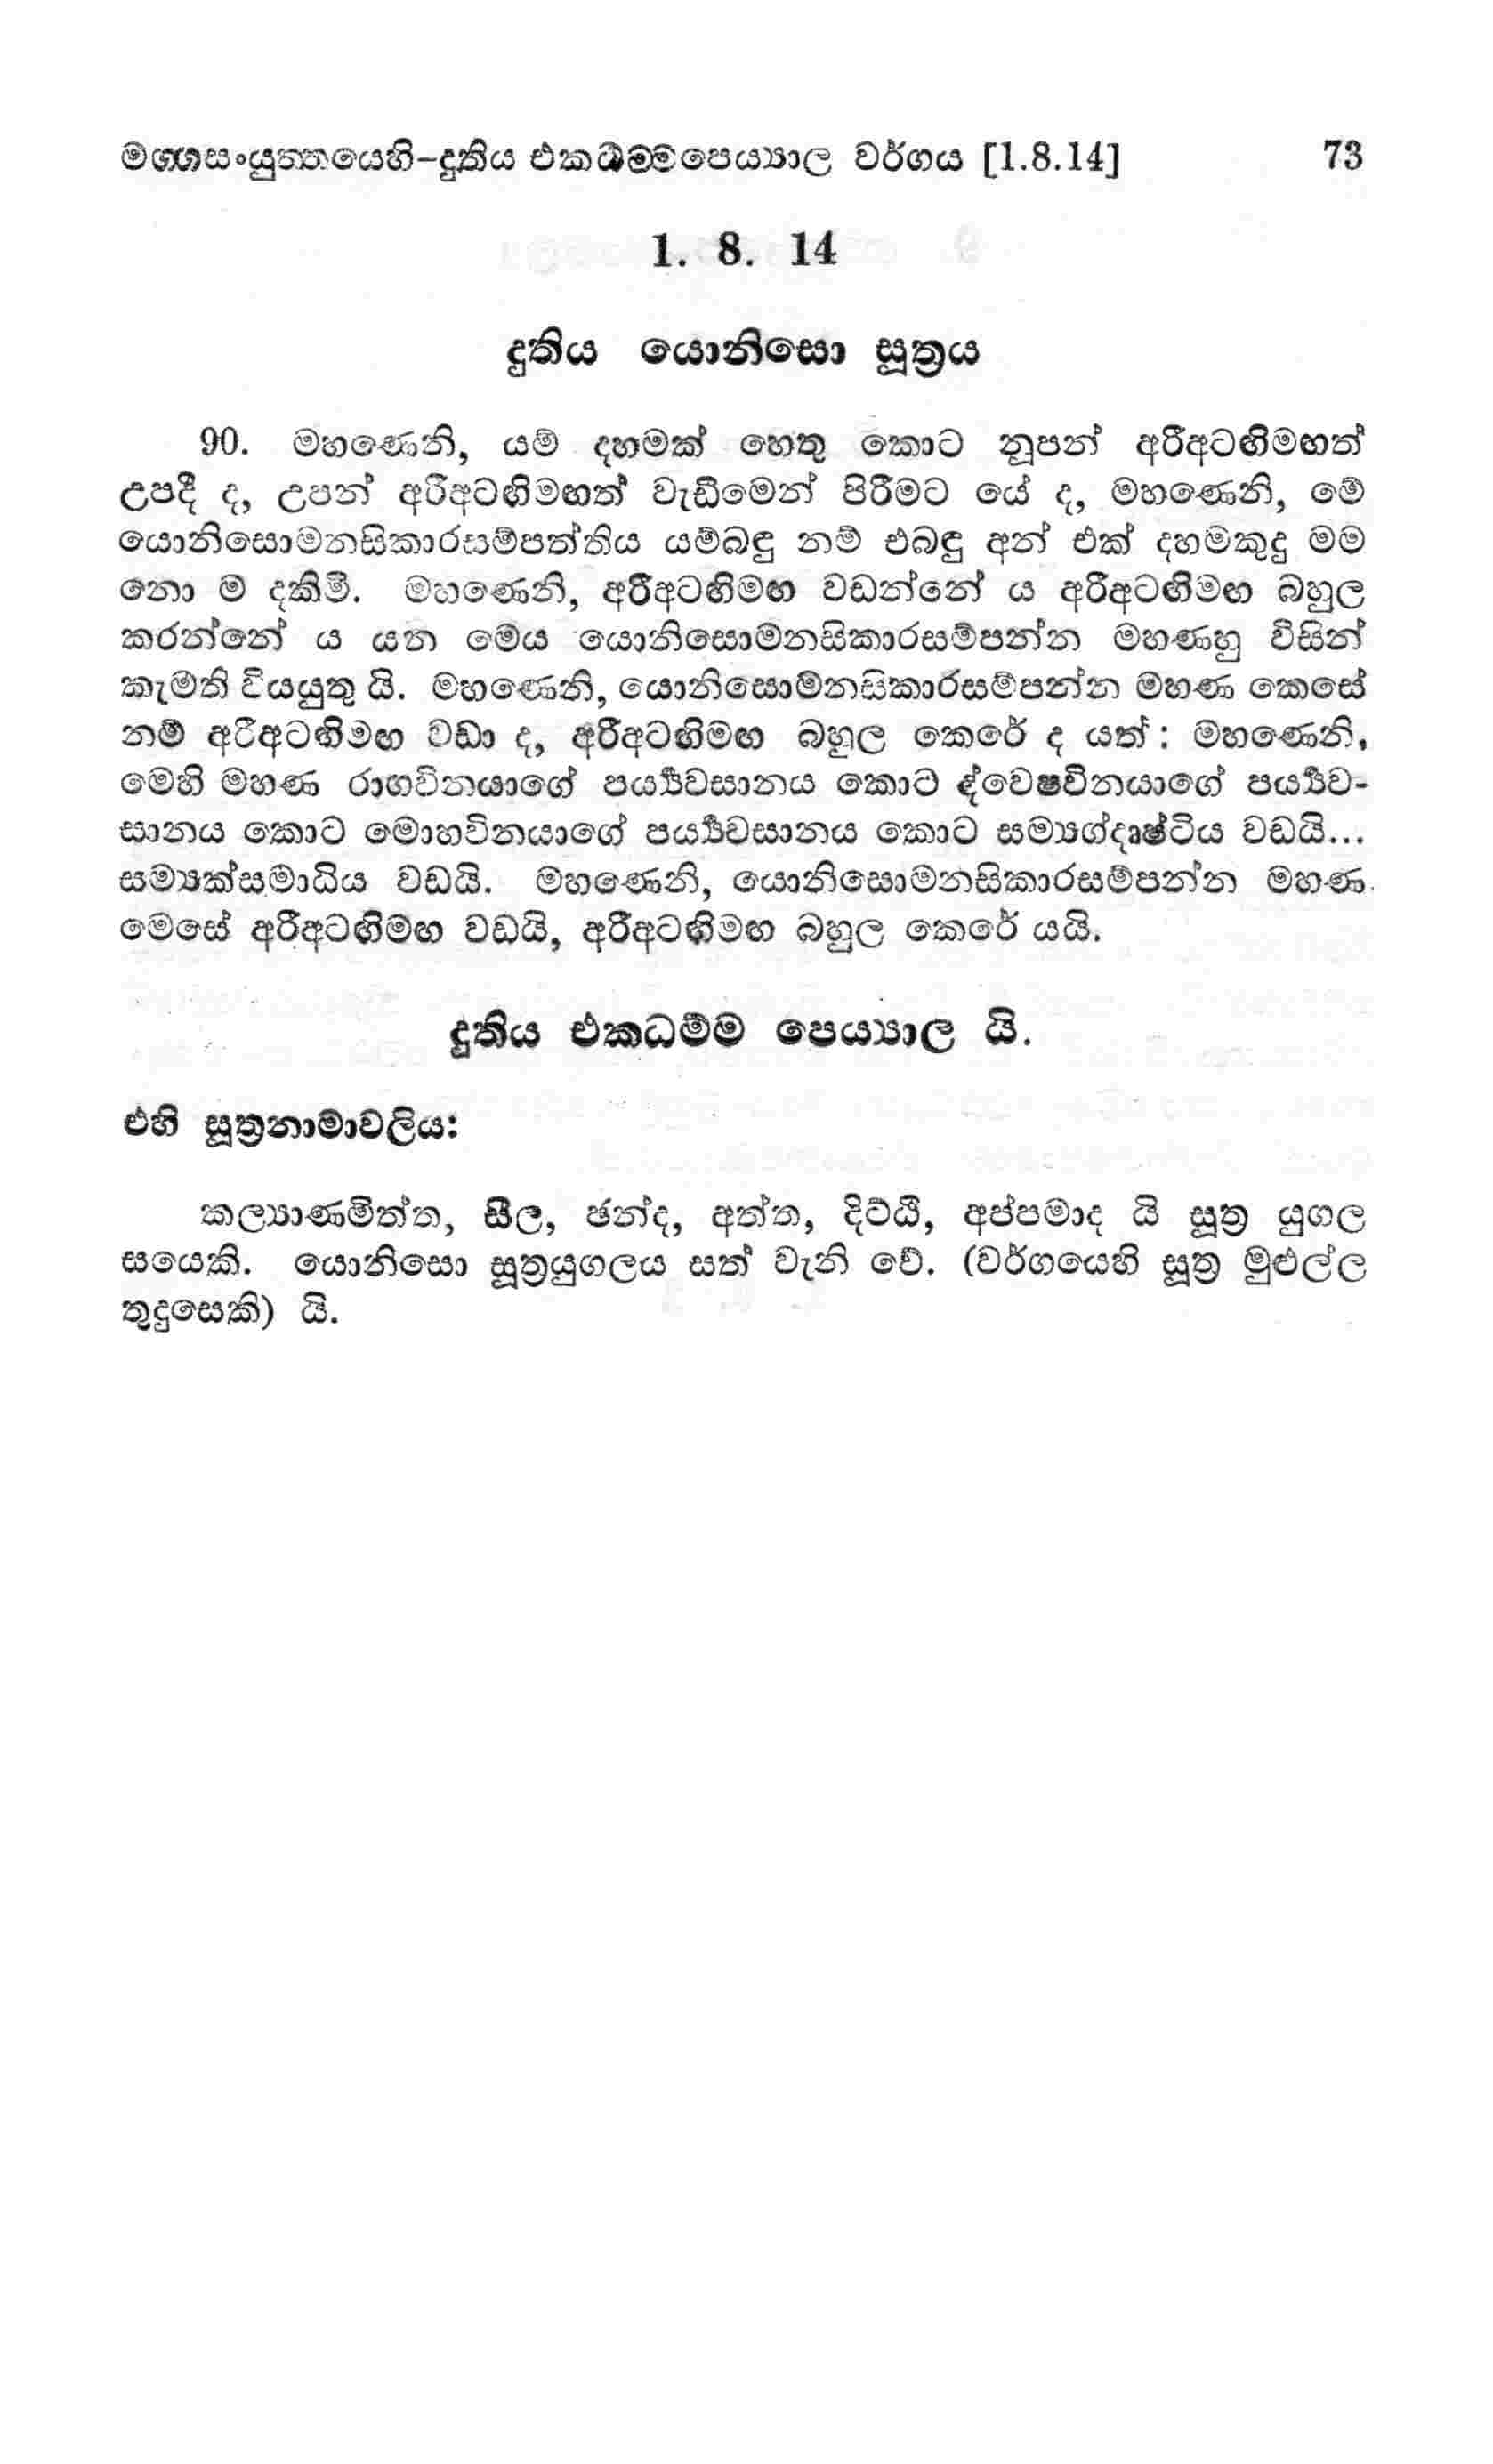 මග්ගසංයුත්තයෙහි-දුතිය එකධම්මපෙය්‍යාල වර්ගය [1.8.14] 73
1. 8. 14
දුතිය යොනිසො සූත්‍රය
90. මහණෙනි, යම් දහමක් හෙතු කොට නූපන් අරීඅටඟිමඟත්
උපදී ද, උපන් අරීඅටඟිමඟත් වැඩීමෙන් පිරීමට යේ ද, මහණෙනි, මේ
යොනිසොමනසිකාරසම්පත්තිය යම්බඳු නම් එබඳු අන් එක් දහමකුදු මම
නො ම දකිමි. මහණෙනි, අරීඅටඟිමඟ වඩන්නේ ය අරීඅටඟිමඟ බහුල
කරන්නේ ය යන මෙය යොනිසොමනසිකාරසම්පන්න මහණහු විසින්
කැමති වියයුතු යි. මහණෙනි, යොනිසොමනසිකාරසම්පන්න මහණ කෙසේ
නම් අරීඅටඟිමඟ වඩා ද, අරීඅටඟිමඟ බහුල කෙරේ ද යත්: මහණෙනි,
මෙහි මහණ රාගවිනයාගේ පර්‍ය්‍යවසානය කොට ද්වෙෂවිනයාගේ පර්‍ය්‍යව-
සානය කොට මොහවිනයාගේ පර්‍ය්‍යවසානය කොට සම්‍යග්දෘෂ්ටිය වඩයි...
සම්‍යක්සමාධිය වඩයි. මහණෙනි, යොනිසොමනසිකාරසම්පන්න මහණ
මෙසේ අරීඅටඟිමඟ වඩයි, අරීඅටඟිමඟ බහුල කෙරේ යයි.
දුතිය එකධම්ම පෙය්‍යාල යි.
එහි සූත්‍රනාමාවලිය:
කල්‍යාණමිත්ත, සීල, ඡන්ද, අත්ත, දිට්ඨි, අප්පමාද යි සූත්‍ර යුගල
සයෙකි. යොනිසො සූත්‍රයුගලය සත් වැනි වේ. (වර්ගයෙහි සූත්‍ර මුළුල්ල
තුදුසෙකි) යි.